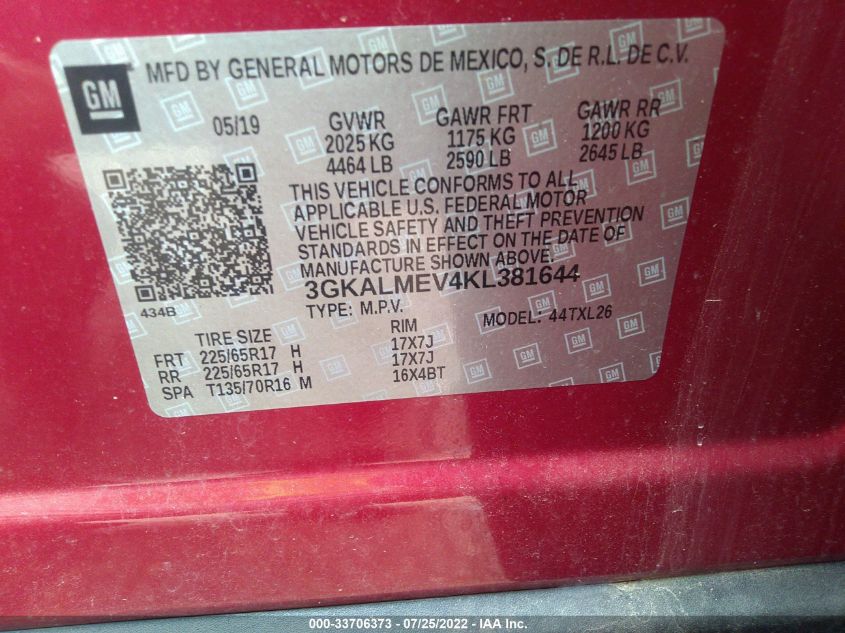 GM
MFD BY GENERAL MOTORS DE MEXICO, S. DE R.L. DE C.V.
05/19 GVWR GAWR FRT GAWR RR
2025 KG 1175 KG 1200 KG
4464 LB 2590 LB 2645 LB
THIS VEHICLE CONFORMS TO ALL
APPLICABLE U.S. FEDERAL MOTOR
VEHICLE SAFETY AND THEFT PREVENTION
STANDARDS IN EFFECT ON THE DATE OF
MANUFACTURE SHOWN ABOVE.
3GKALMEV4KL381644
434B
TYPE: M.P.V. MODEL: 44TXL26
TIRE SIZE RIM
FRT 225/65R17 H 17X7J
RR 225/65R17 H 17X7J
SPA T135/70R16 M 16X4BT
000-33706373 - 07/25/2022 - IAA Inc.